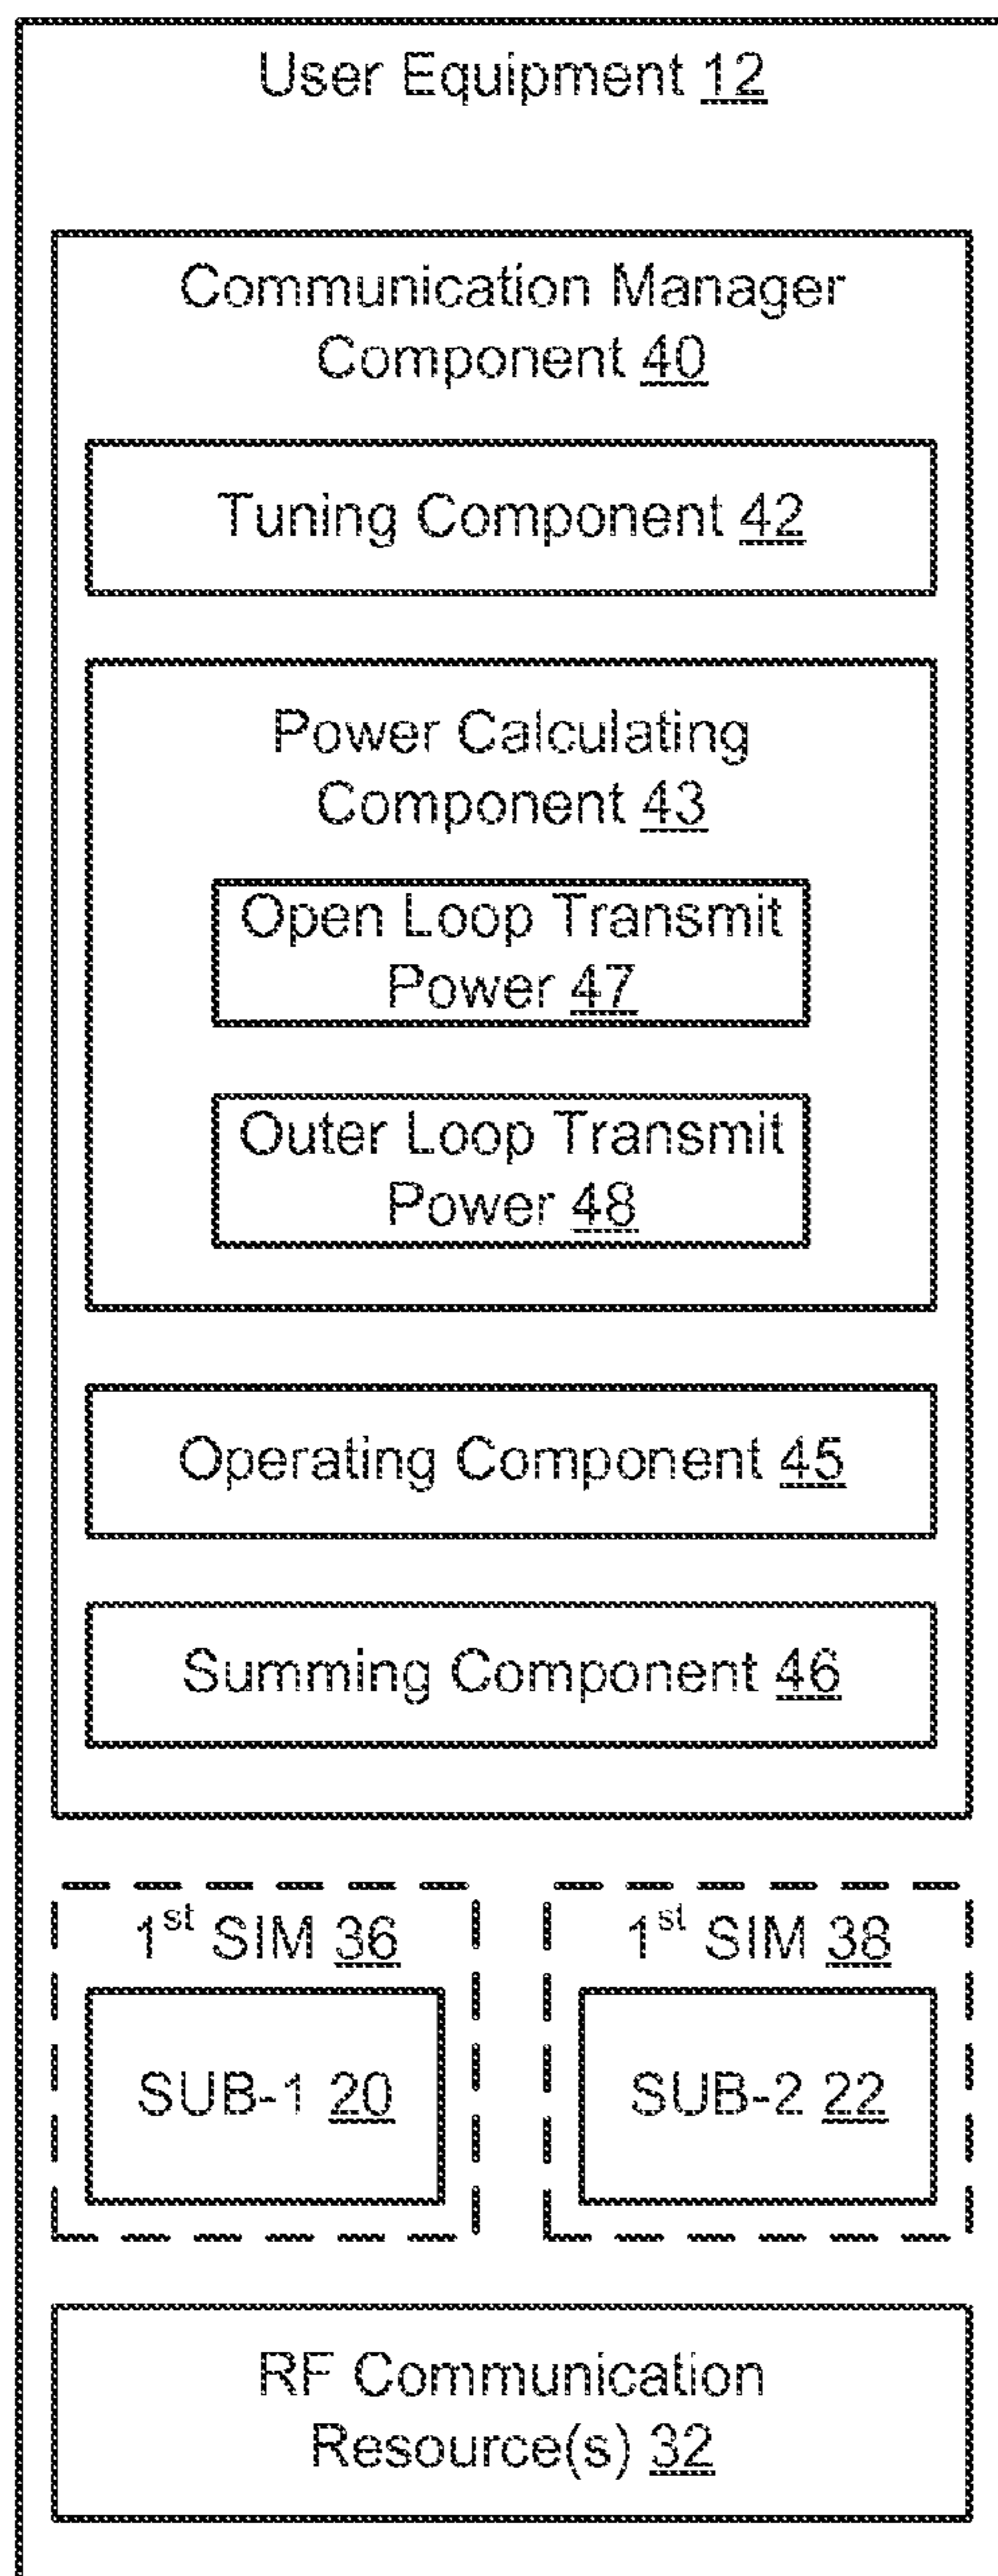 User Equipment 12
Communication Manager
Component 40
Tuning Component 42
Power Calculating
Component 43
Open Loop Transmit
Power 47
Outer Loop Transmit
Power 48
Operating Component 45
Summing Component 46
1st SIM 36
SUB-1 20
1st SIM 38
SUB-2 22
RF Communication
Resource(s) 32